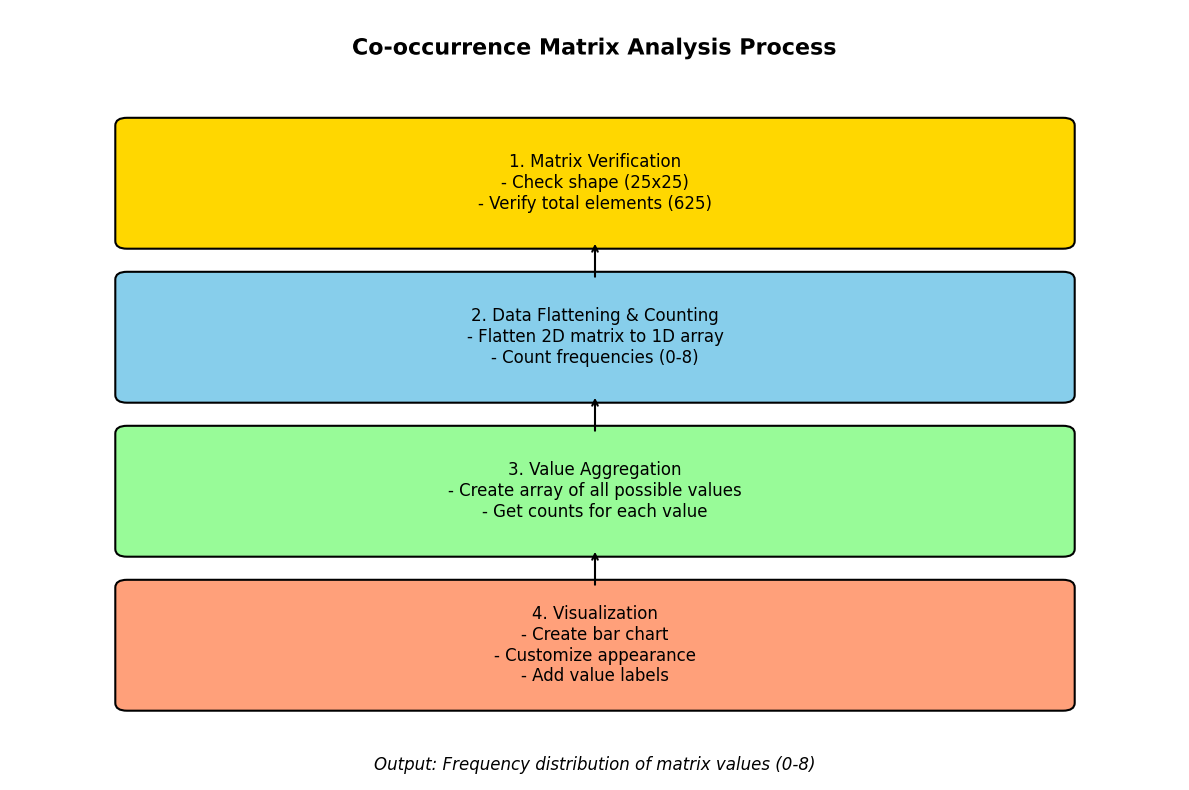 Co-occurrence Matrix Analysis Process
1. Matrix Verification
- Check shape (25x25)
- Verify total elements (625)
2. Data Flattening & Counting
- Flatten 2D matrix to 1D array
- Count frequencies (0-8)
3. Value Aggregation
- Create array of all possible values
- Get counts for each value
4. Visualization
- Create bar chart
- Customize appearance
- Add value labels
Output: Frequency distribution of matrix values (0-8)